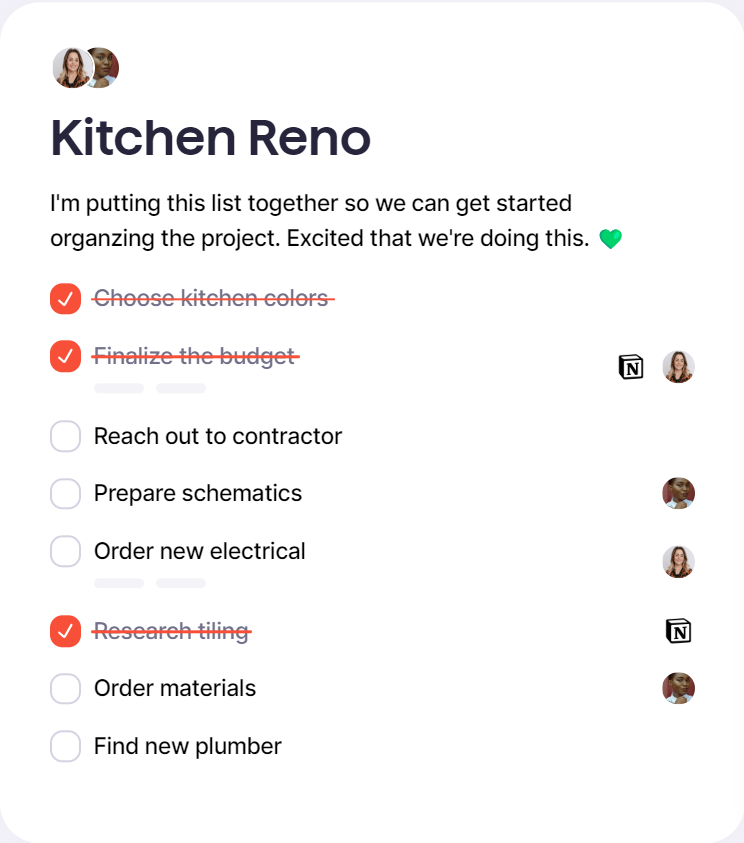 Kitchen Reno
I'm putting this list together so we can get started
organzing the project. Excited that we're doing this. 💚
Choose kitchen colors
Finalize the budget
N
Reach out to contractor
Prepare schematics
Order new electrical
Research tiling
N
Order materials
Find new plumber